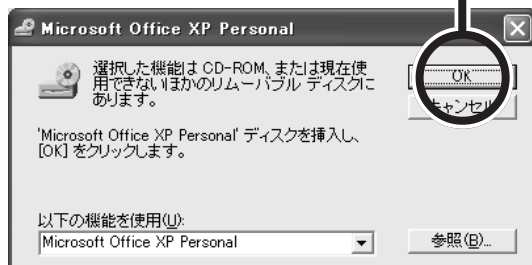 Microsoft Office XP Personal
選択した機能は CD-ROM、または現在使
用できないほかのリムーバブル ディスクに
あります。
OK
キャンセル
'Microsoft Office XP Personal' ディスクを挿入し、
[OK] をクリックします。
以下の機能を使用(U):
Microsoft Office XP Personal
参照(B)...